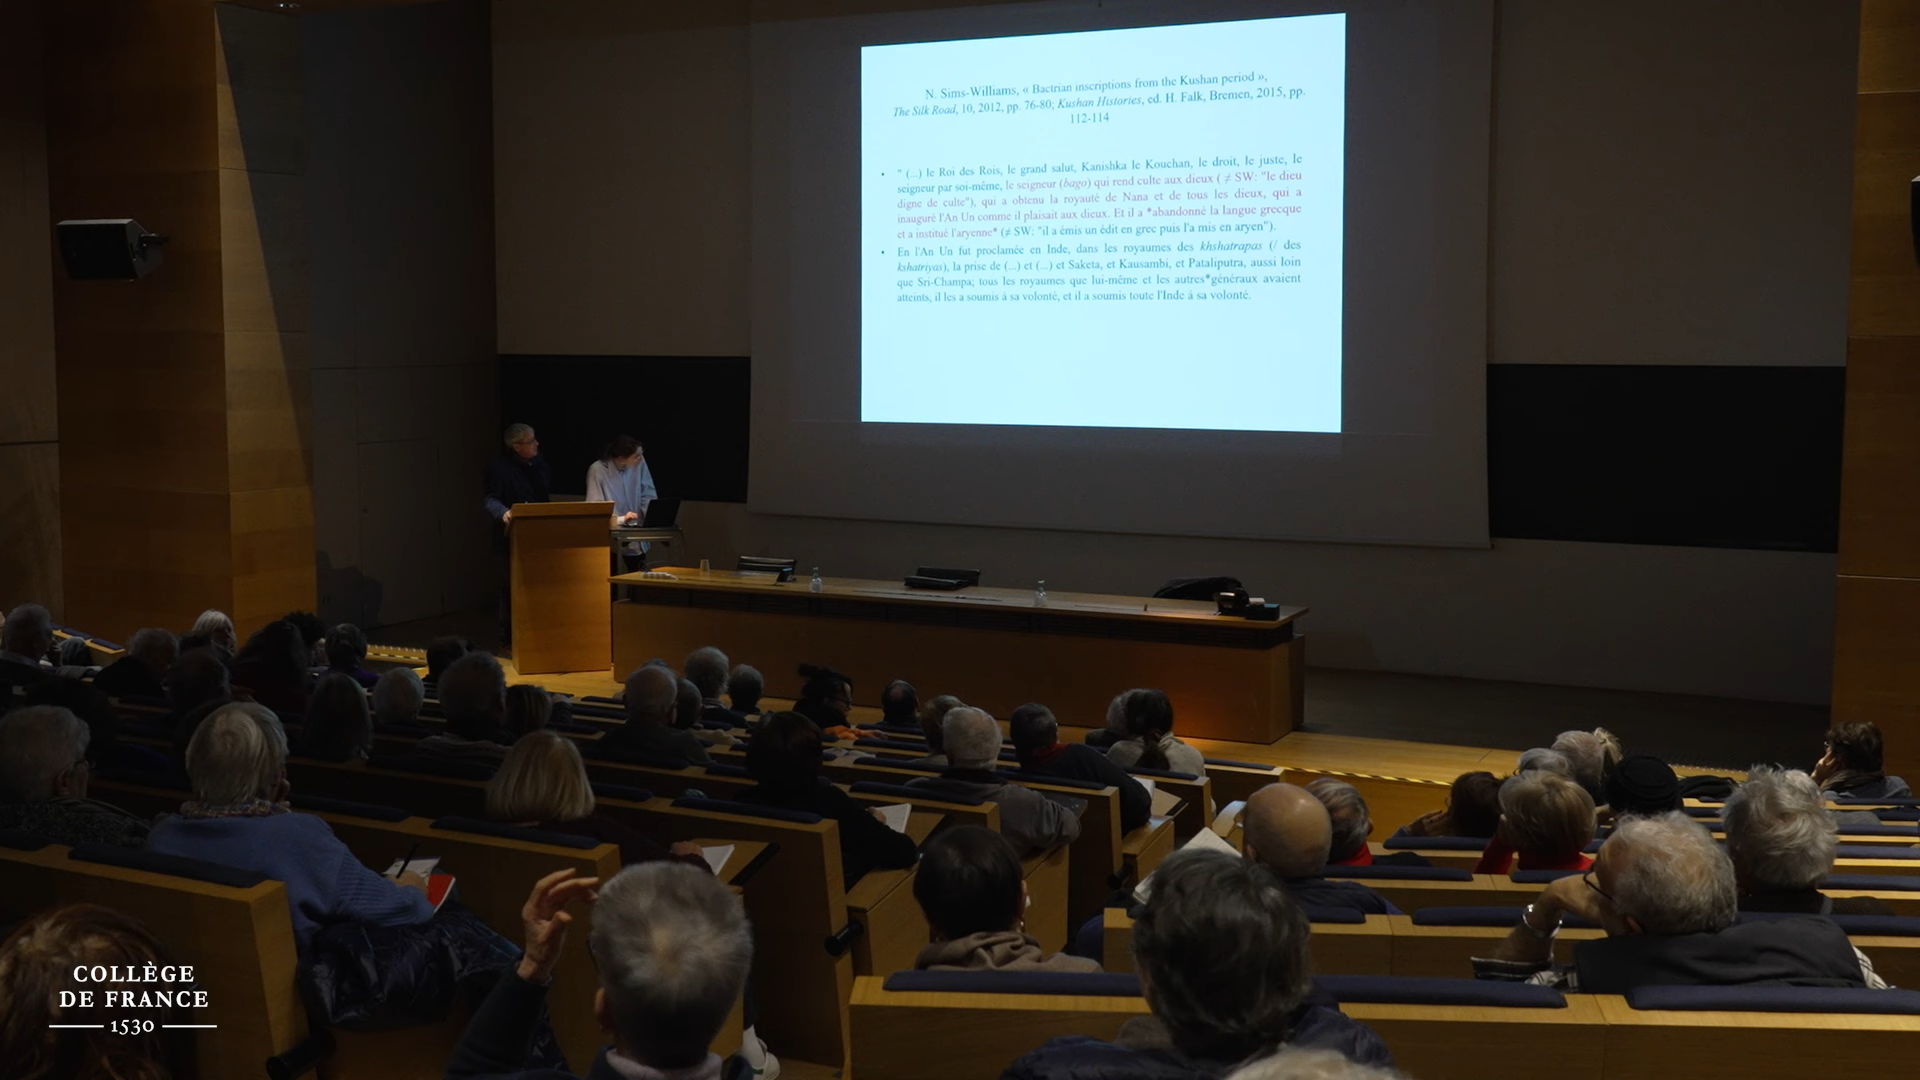 N. Sims-Williams, « Bactrian inscriptions from the Kushan period »,
The Silk Road, 10, 2012, pp. 76-80; Kushan Histories, ed. H. Falk, Bremen, 2015, pp.
112-114
• " (...) le Roi des Rois, le grand salut, Kanishka le Kouchan, le droit, le juste, le
seigneur par soi-même, le seigneur (bago) qui rend culte aux dieux ( ≠ SW: "le dieu
digne de culte"), qui a obtenu la royauté de Nana et de tous les dieux, qui a
inauguré l'An Un comme il plaisait aux dieux. Et il a *abandonné la langue grecque
et a institué l'aryenne* (≠ SW: "il a émis un édit en grec puis l'a mis en aryen").
• En l'An Un fut proclamée en Inde, dans les royaumes des khshatrapas (/ des
kshatriyas), la prise de (...) et (...) et Saketa, et Kausambi, et Pataliputra, aussi loin
que Sri-Champa; tous les royaumes que lui-même et les autres*généraux avaient
atteints, il les a soumis à sa volonté, et il a soumis toute l'Inde à sa volonté.
COLLÈGE
DE FRANCE
1530